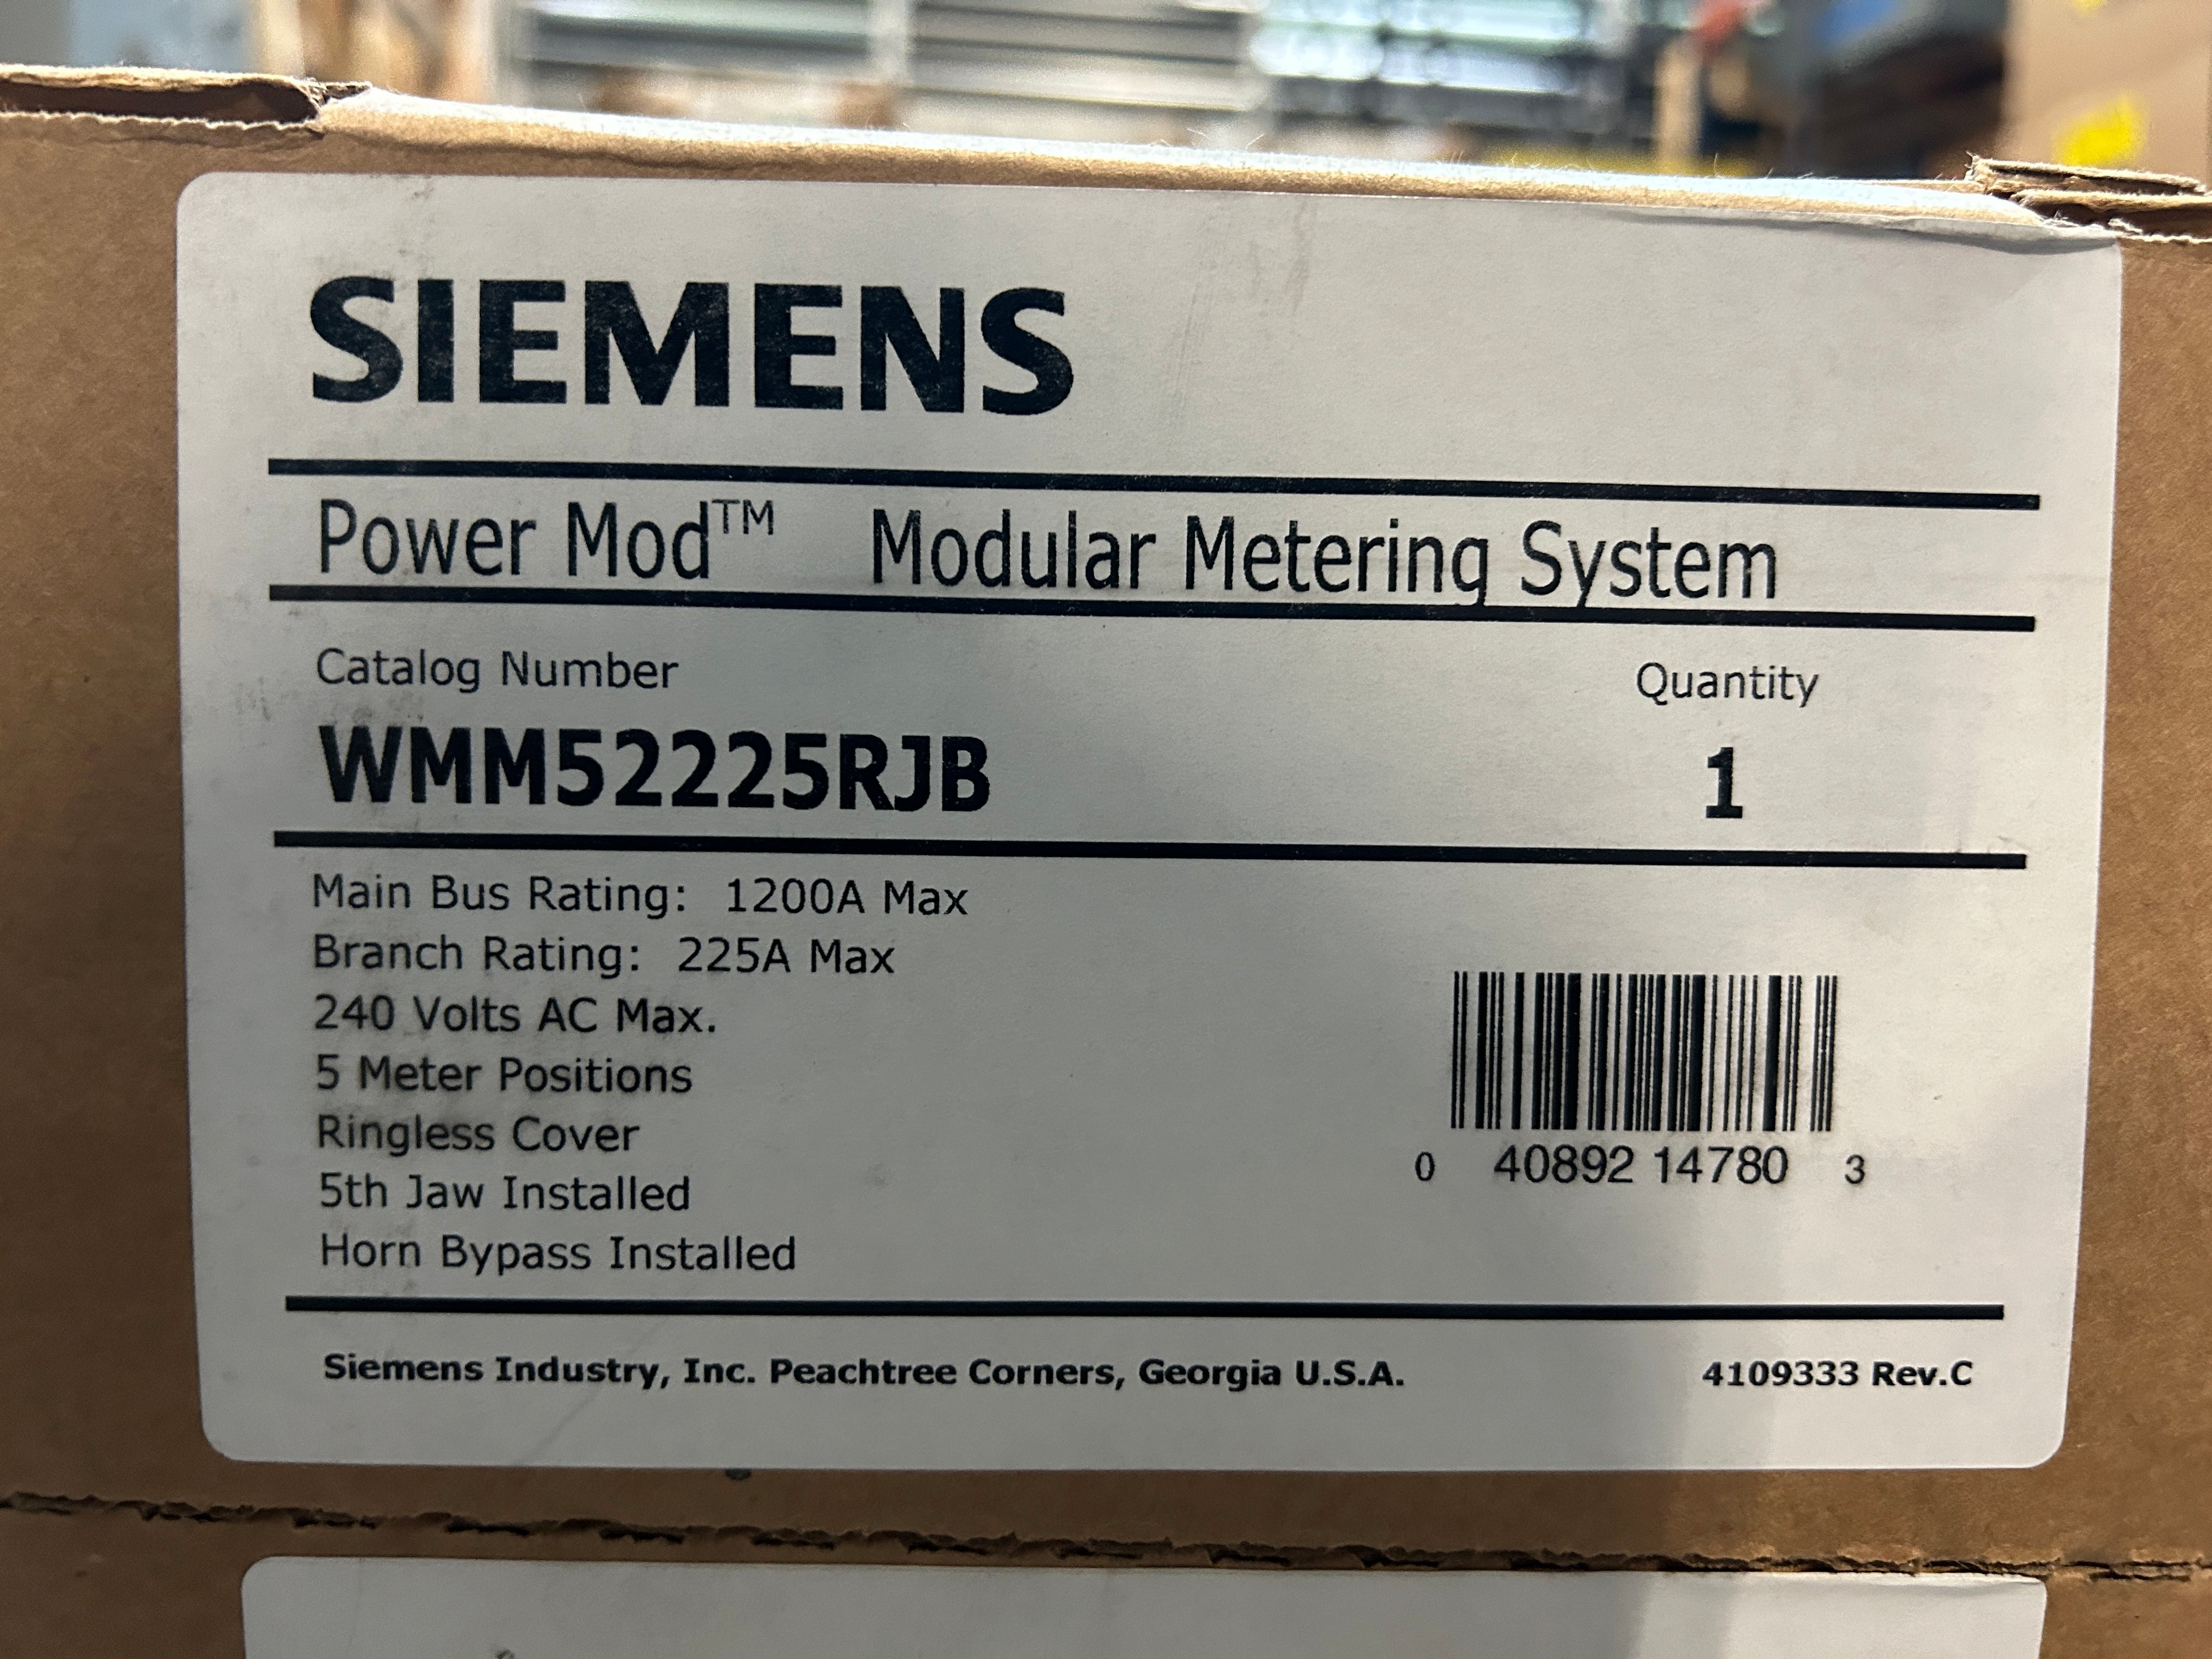 SIEMENS
Power Mod™ Modular Metering System
Catalog Number Quantity
WMM52225RJB 1
Main Bus Rating: 1200A Max
Branch Rating: 225A Max
240 Volts AC Max.
5 Meter Positions
Ringless Cover
5th Jaw Installed
Horn Bypass Installed
0 40892 14780 3
Siemens Industry, Inc. Peachtree Corners, Georgia U.S.A. 4109333 Rev.C